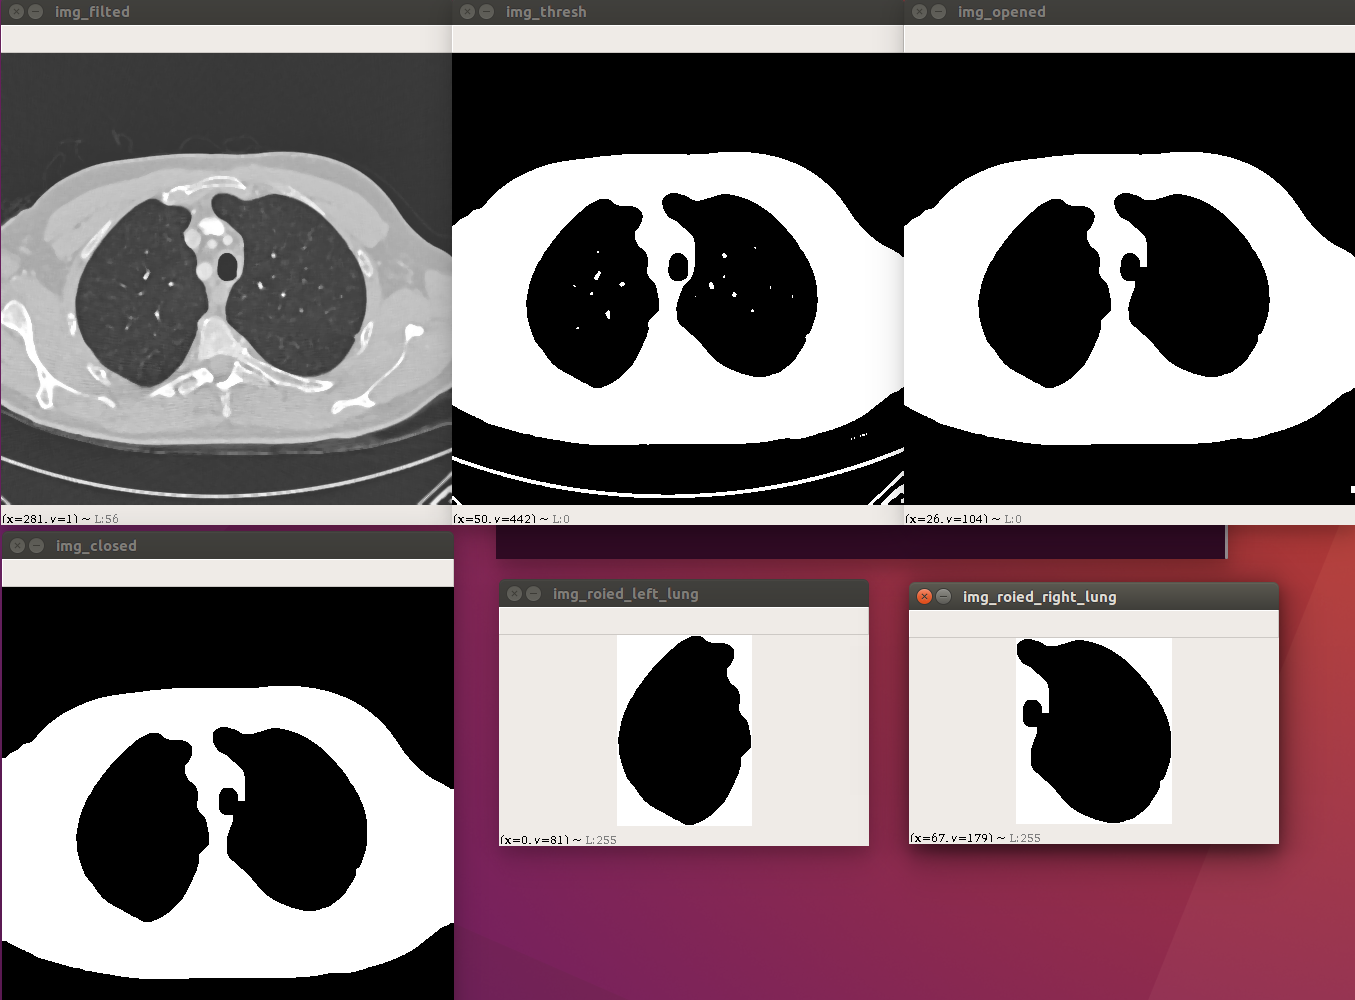 img_filted
img_thresh
img_opened
(x=281, y=1) ~ L:56
(x=50, y=442) ~ L:0
(x=26, y=104) ~ L:0
img_closed
img_roied_left_lung
img_roied_right_lung
(x=0, y=81) ~ L:255
(x=67, y=179) ~ L:255